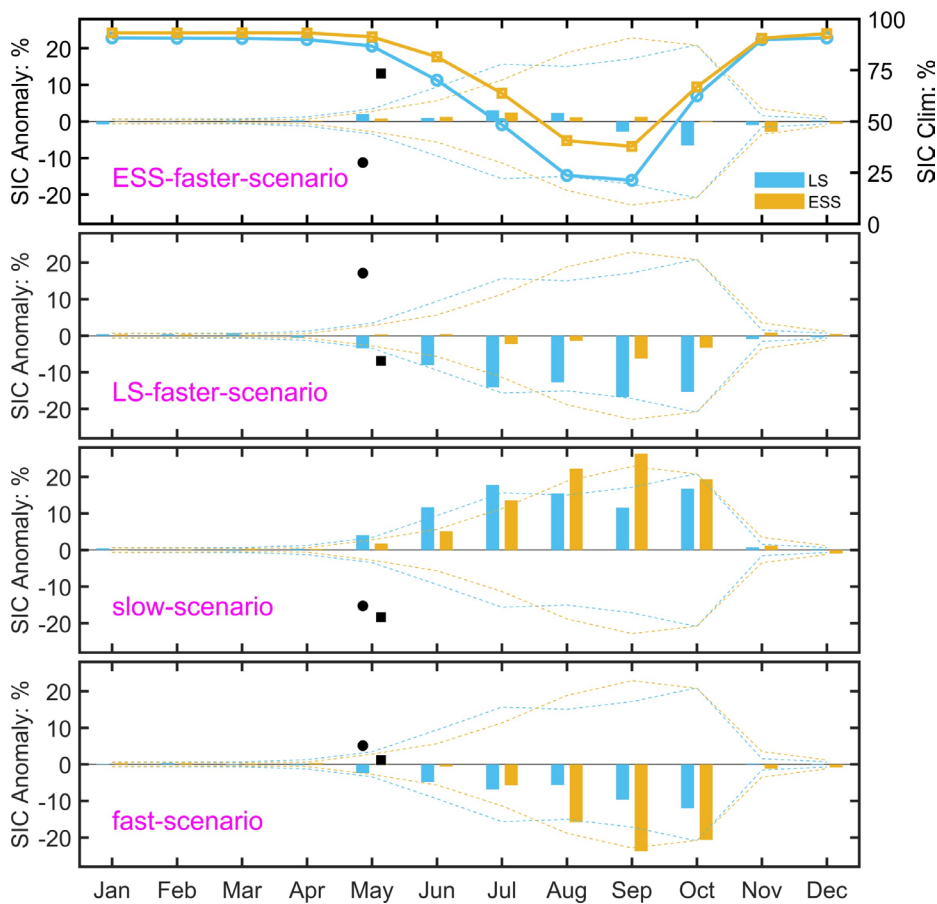 SIC Anomaly: %
20
10
0
-10
-20
100
75
50
25
0
SIC Clim: %
ESS-faster-scenario
LS
ESS
SIC Anomaly: %
20
10
0
-10
-20
LS-faster-scenario
SIC Anomaly: %
20
10
0
-10
-20
slow-scenario
SIC Anomaly: %
20
10
0
-10
-20
fast-scenario
Jan Feb Mar Apr May Jun Jul Aug Sep Oct Nov Dec